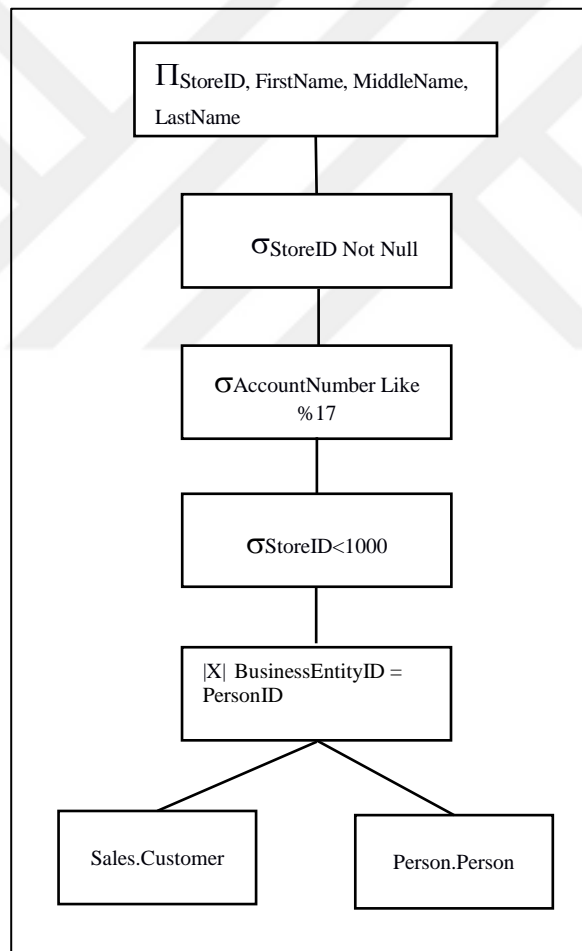 ΠStoreID, FirstName, MiddleName,
LastName
σStoreID Not Null
σAccountNumber Like
%17
σStoreID<1000
|X| BusinessEntityID =
PersonID
Sales.Customer
Person.Person